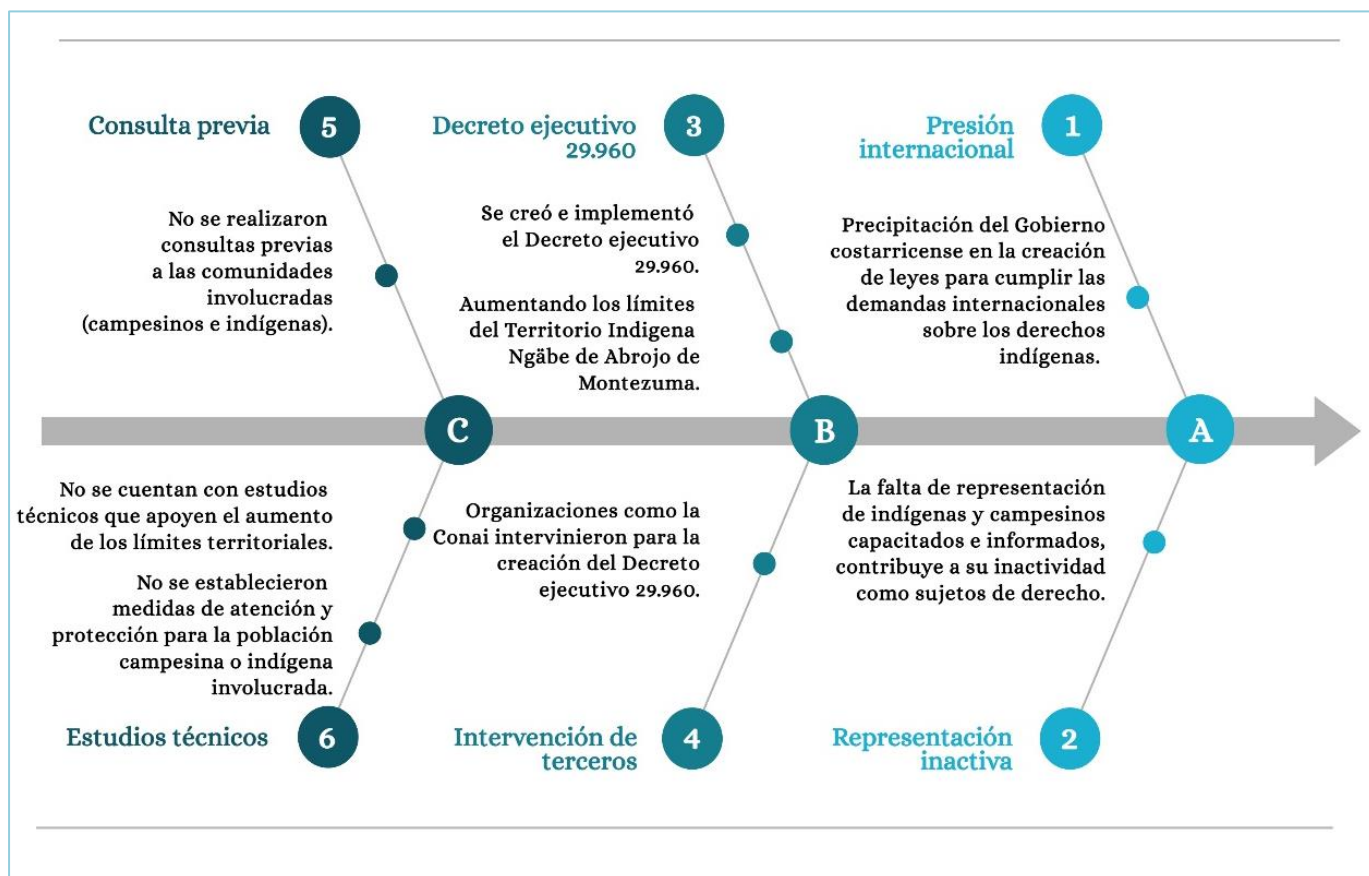 Consulta previa
5
No se realizaron
consultas previas
a las comunidades
involucradas
(campesinos e indígenas).
Decreto ejecutivo
29.960
3
Se creó e implementó
el Decreto ejecutivo
29.960.
Aumentando los límites
del Territorio Indigena
Ngäbe de Abrojo de
Montezuma.
Presión
internacional
1
Precipitación del Gobierno
costarricense en la creación
de leyes para cumplir las
demandas internacionales
sobre los derechos
indígenas.
C
B
A
No se cuentan con estudios
técnicos que apoyen el aumento
de los límites territoriales.
No se establecieron
medidas de atención y
protección para la población
campesina o indígena
involucrada.
Estudios técnicos
6
Organizaciones como la
Conai intervinieron para la
creación del Decreto
ejecutivo 29.960.
Intervención de
terceros
4
La falta de representación
de indígenas y campesinos
capacitados e informados,
contribuye a su inactividad
como sujetos de derecho.
Representación
inactiva
2